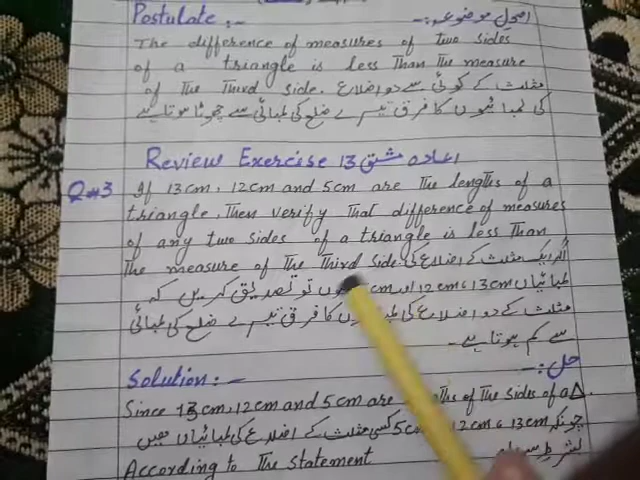 Postulate :- اصولِ موضوعہ :-
The difference of measures of two sides
of a triangle is less Than The measure
of The Third side. مثلث کے کوئی سے دو اضلاع
کی لمبائیوں کا فرق تیسرے ضلع کی لمبائی سے چھوٹا ہوتا ہے
Review Exercise 13 اعادہ مشق
Q#3 If 13cm, 12cm and 5cm are The lengths of a
triangle, Then verify That difference of measures
of any two sides of a triangle is less Than
The measure of The Third side اگر ایک مثلث کے اضلاع کی
لمبائیاں 13cm، 12cm اور cm ہوں تو تصدیق کریں کہ
مثلث کے دو اضلاع کی کا فرق تیسرے ضلع کی لمبائی
سے کم ہوتا ہے۔
Solution :- حل :-
Since 13cm, 12cm and 5cm are of The sides of a Δ.
چونکہ 13cm، 12cm 5cm کسی مثلث کے اضلاع کی لمبائیاں ہیں
According to The statement